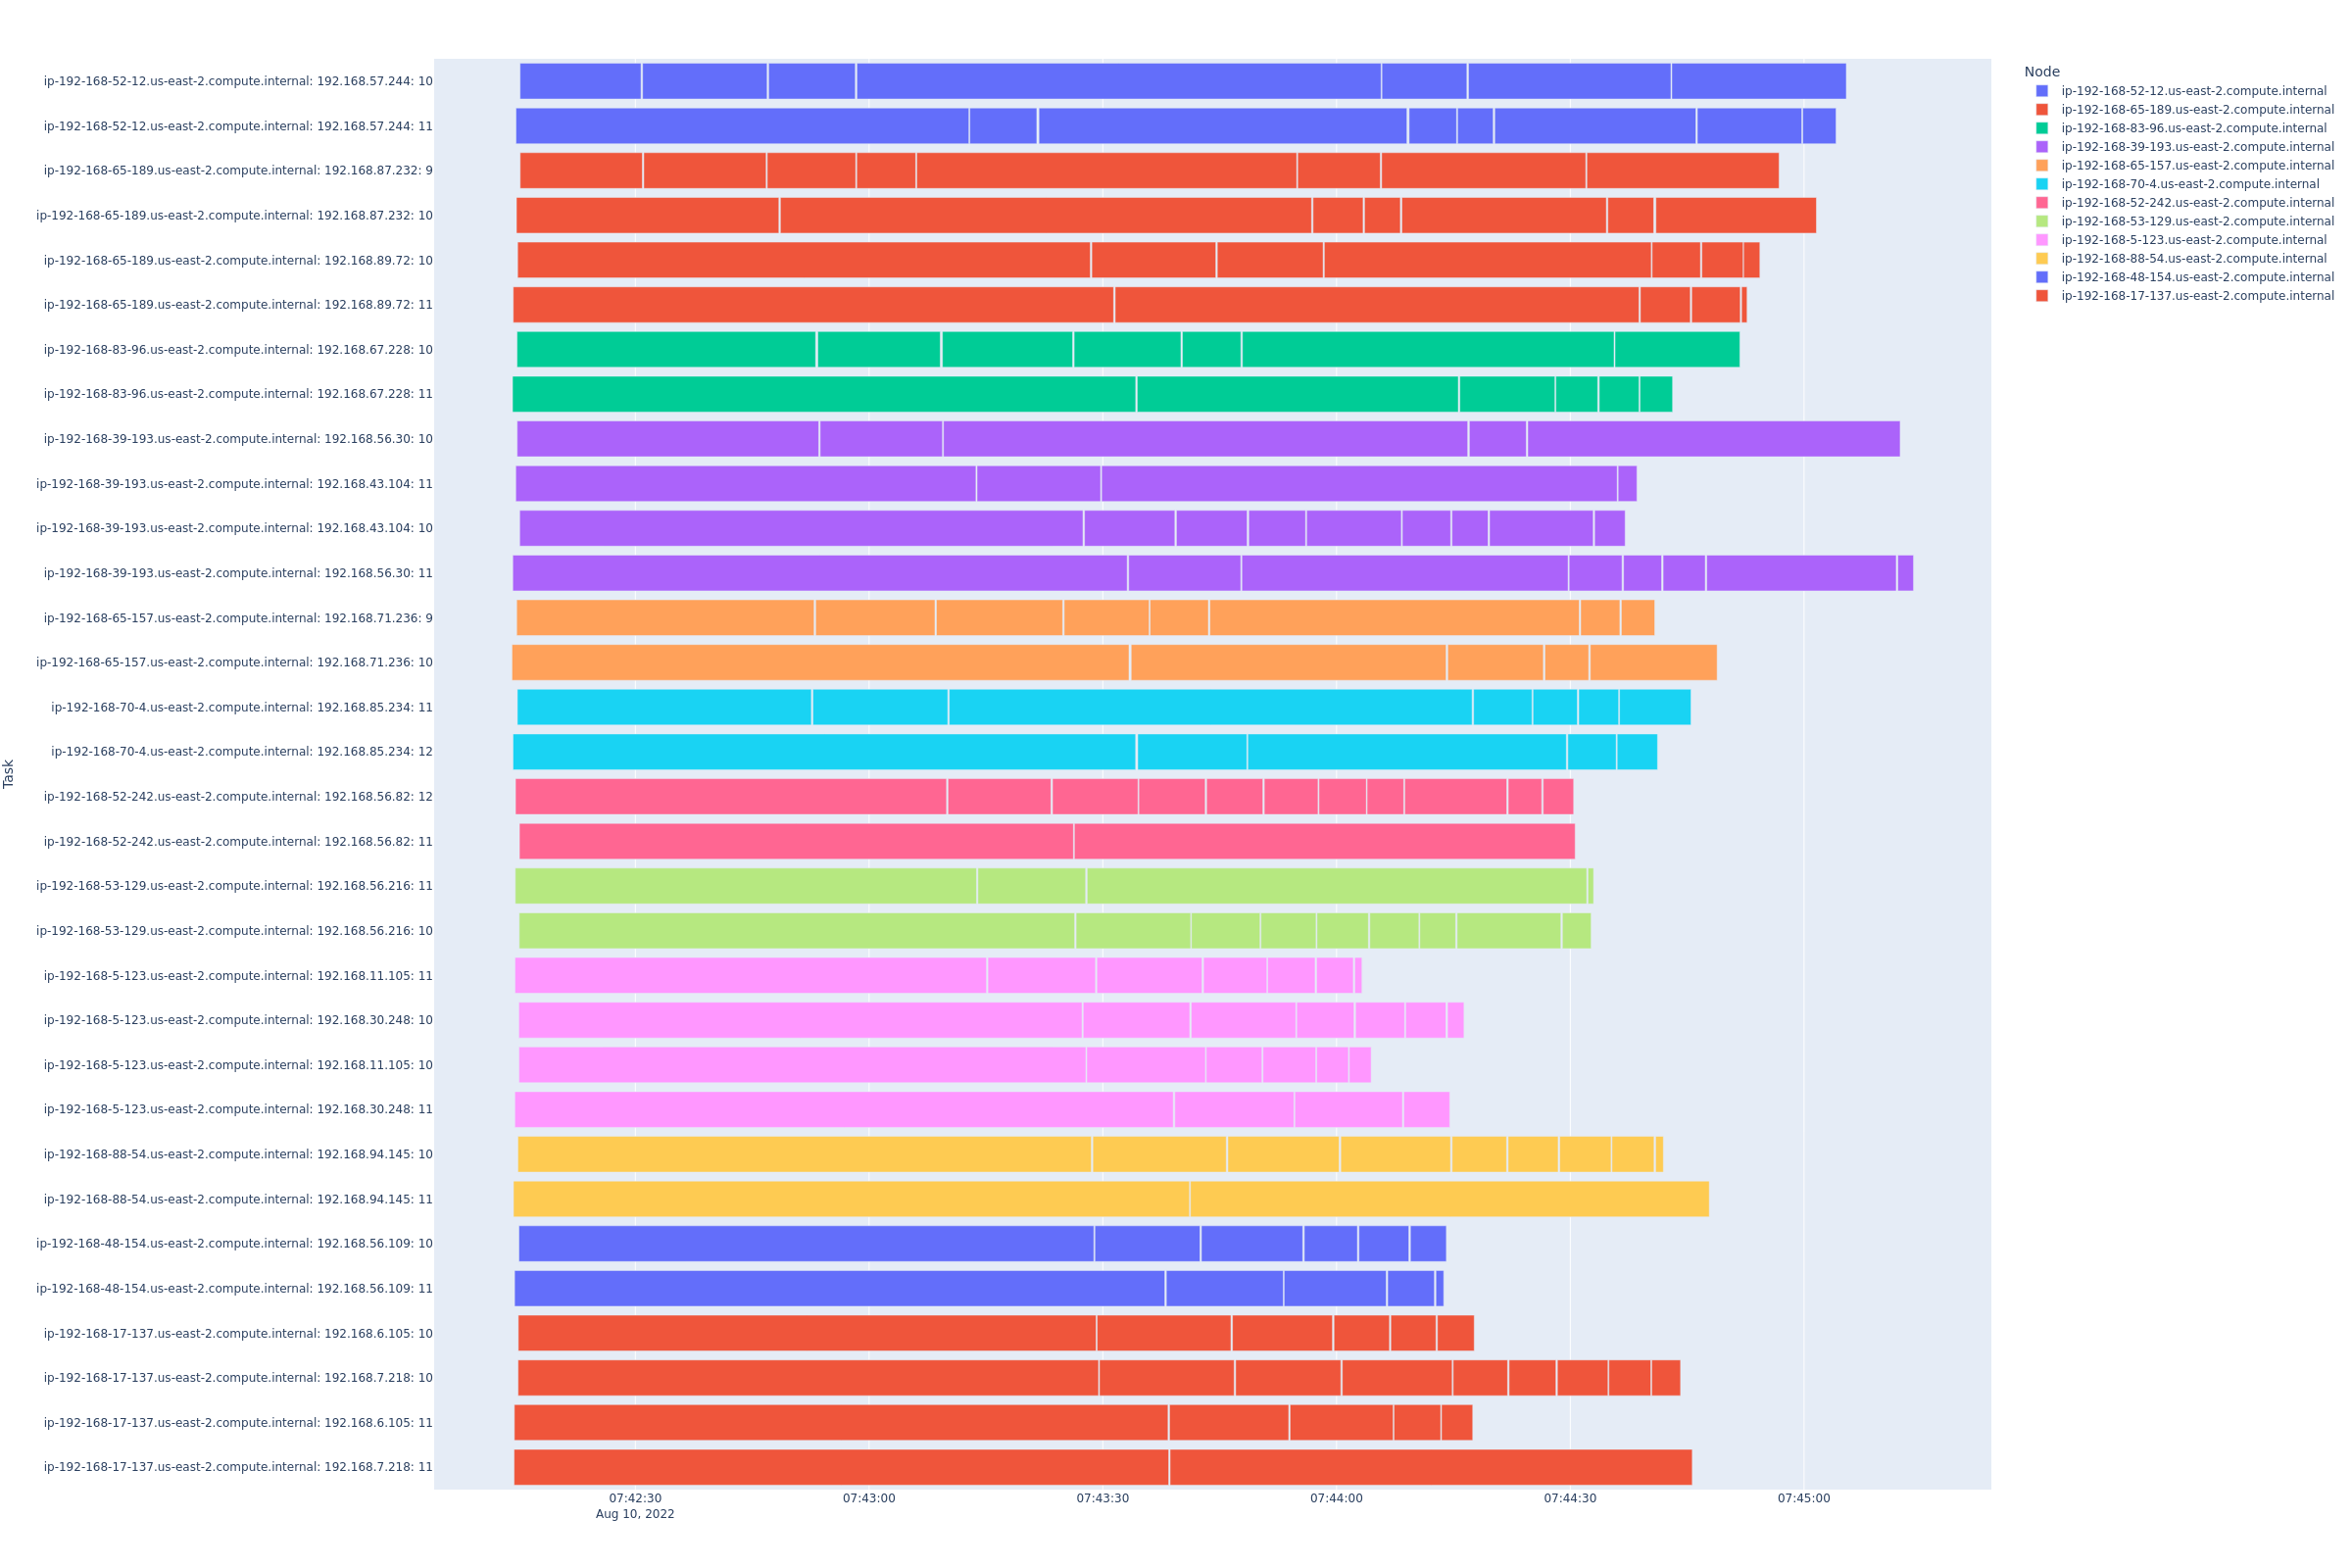 ip-192-168-52-12.us-east-2.compute.internal: 192.168.57.244: 10
ip-192-168-52-12.us-east-2.compute.internal: 192.168.57.244: 11
ip-192-168-65-189.us-east-2.compute.internal: 192.168.87.232: 9
ip-192-168-65-189.us-east-2.compute.internal: 192.168.87.232: 10
ip-192-168-65-189.us-east-2.compute.internal: 192.168.89.72: 10
ip-192-168-65-189.us-east-2.compute.internal: 192.168.89.72: 11
ip-192-168-83-96.us-east-2.compute.internal: 192.168.67.228: 10
ip-192-168-83-96.us-east-2.compute.internal: 192.168.67.228: 11
ip-192-168-39-193.us-east-2.compute.internal: 192.168.56.30: 10
ip-192-168-39-193.us-east-2.compute.internal: 192.168.43.104: 11
ip-192-168-39-193.us-east-2.compute.internal: 192.168.43.104: 10
ip-192-168-39-193.us-east-2.compute.internal: 192.168.56.30: 11
ip-192-168-65-157.us-east-2.compute.internal: 192.168.71.236: 9
ip-192-168-65-157.us-east-2.compute.internal: 192.168.71.236: 10
ip-192-168-70-4.us-east-2.compute.internal: 192.168.85.234: 11
ip-192-168-70-4.us-east-2.compute.internal: 192.168.85.234: 12
ip-192-168-52-242.us-east-2.compute.internal: 192.168.56.82: 12
ip-192-168-52-242.us-east-2.compute.internal: 192.168.56.82: 11
ip-192-168-53-129.us-east-2.compute.internal: 192.168.56.216: 11
ip-192-168-53-129.us-east-2.compute.internal: 192.168.56.216: 10
ip-192-168-5-123.us-east-2.compute.internal: 192.168.11.105: 11
ip-192-168-5-123.us-east-2.compute.internal: 192.168.30.248: 10
ip-192-168-5-123.us-east-2.compute.internal: 192.168.11.105: 10
ip-192-168-5-123.us-east-2.compute.internal: 192.168.30.248: 11
ip-192-168-88-54.us-east-2.compute.internal: 192.168.94.145: 10
ip-192-168-88-54.us-east-2.compute.internal: 192.168.94.145: 11
ip-192-168-48-154.us-east-2.compute.internal: 192.168.56.109: 10
ip-192-168-48-154.us-east-2.compute.internal: 192.168.56.109: 11
ip-192-168-17-137.us-east-2.compute.internal: 192.168.6.105: 10
ip-192-168-17-137.us-east-2.compute.internal: 192.168.7.218: 10
ip-192-168-17-137.us-east-2.compute.internal: 192.168.6.105: 11
ip-192-168-17-137.us-east-2.compute.internal: 192.168.7.218: 11
Task
07:42:30
Aug 10, 2022
07:43:00
07:43:30
07:44:00
07:44:30
07:45:00
Node
ip-192-168-52-12.us-east-2.compute.internal
ip-192-168-65-189.us-east-2.compute.internal
ip-192-168-83-96.us-east-2.compute.internal
ip-192-168-39-193.us-east-2.compute.internal
ip-192-168-65-157.us-east-2.compute.internal
ip-192-168-70-4.us-east-2.compute.internal
ip-192-168-52-242.us-east-2.compute.internal
ip-192-168-53-129.us-east-2.compute.internal
ip-192-168-5-123.us-east-2.compute.internal
ip-192-168-88-54.us-east-2.compute.internal
ip-192-168-48-154.us-east-2.compute.internal
ip-192-168-17-137.us-east-2.compute.internal